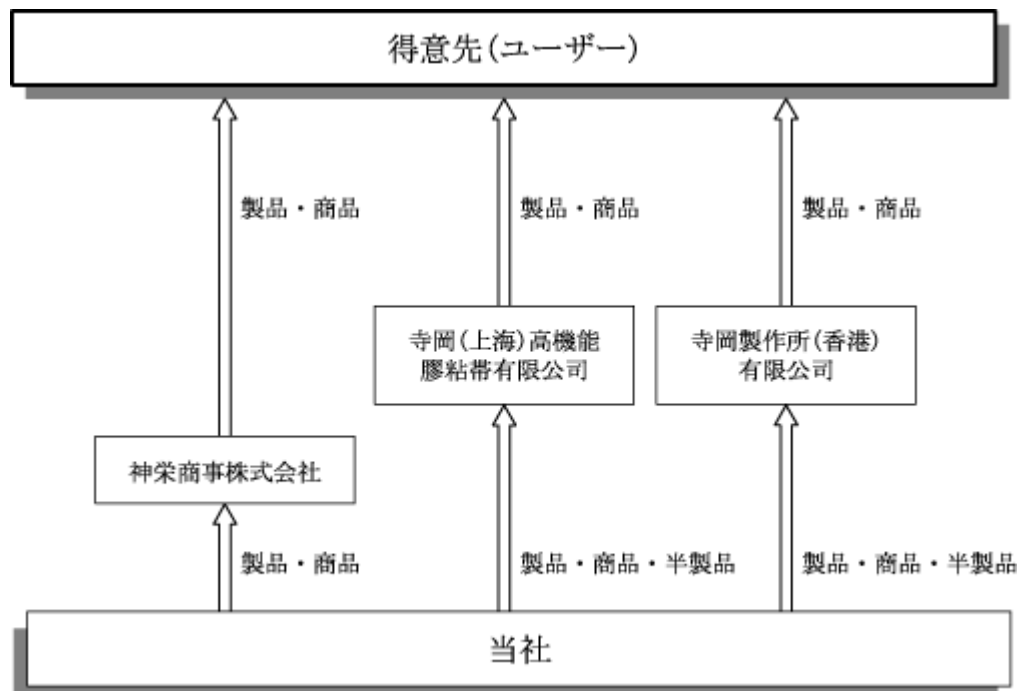 得意先(ユーザー)
製品・商品
製品・商品
製品・商品
寺岡(上海)高機能
膠粘帯有限公司
寺岡製作所(香港)
有限公司
神栄商事株式会社
製品・商品
製品・商品・半製品
製品・商品・半製品
当社